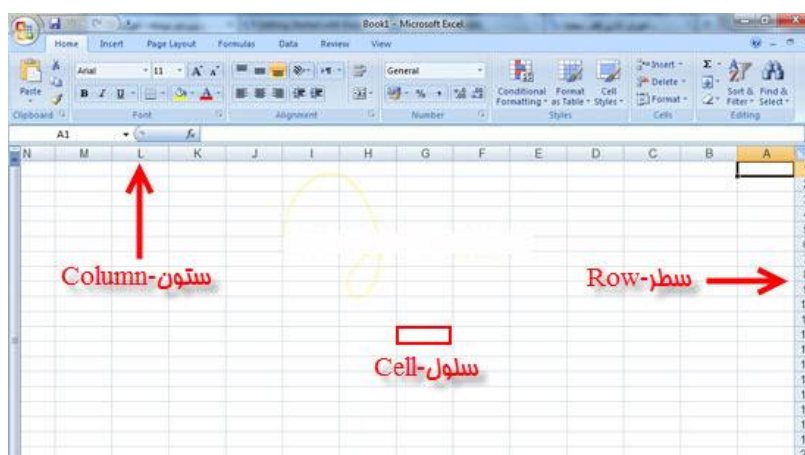 Book1 - Microsoft Excel
Home Insert Page Layout Formulas Data Review View
Arial 11 General
Paste B I U Conditional Formatting Format as Table Cell Styles Insert Delete Format Sort & Filter Find & Select
Clipboard Font Alignment Number Styles Cells Editing
A1 fx
N M L K J I H G F E D C B A
Column-ستون
Row-سطر
Cell-سلول